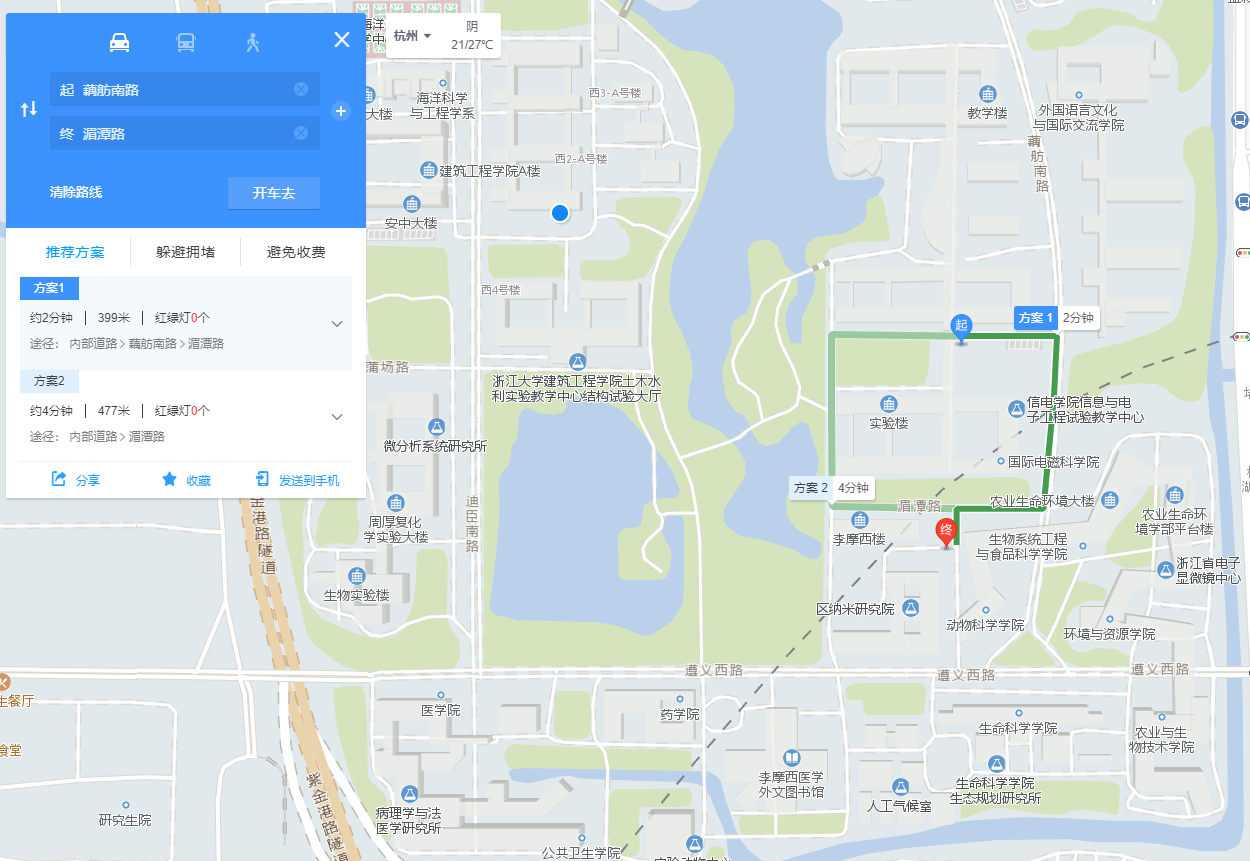 起 藕舫南路
终 湄潭路
清除路线
开车去
推荐方案
躲避拥堵
避免收费
方案1
约2分钟 | 399米 | 红绿灯0个
途径： 内部道路 > 藕舫南路 > 湄潭路
方案2
约4分钟 | 477米 | 红绿灯0个
途径： 内部道路 > 湄潭路
分享
收藏
发送到手机
杭州
阴
21/27℃
海洋科学
与工程学系
大楼
西3-A号楼
西2-A号楼
建筑工程学院A楼
安中大楼
西4号楼
蒲场路
浙江大学建筑工程学院土木水
利实验教学中心结构试验大厅
微分析系统研究所
迪臣南路
周厚复化
学实验大楼
生物实验楼
紫金港路隧道
教学楼
外国语言文化
与国际交流学院
藕舫南路
起
方案 1 2分钟
实验楼
信电学院信息与电
子工程试验教学中心
国际电磁科学院
方案 2 4分钟
湄潭路
农业生命环境大楼
农业生命环
境学部平台楼
终
李摩西楼
生物系统工程
与食品科学学院
浙江省电子
显微镜中心
区纳米研究院
动物科学学院
环境与资源学院
遵义西路
遵义西路
遵义西路
生餐厅
食堂
医学院
药学院
生命科学学院
农业与生
物技术学院
李摩西医学
外文图书馆
人工气候室
生命科学学院
生态规划研究所
研究生院
紫金港路隧道
病理学与法
医学研究所
公共卫生学院